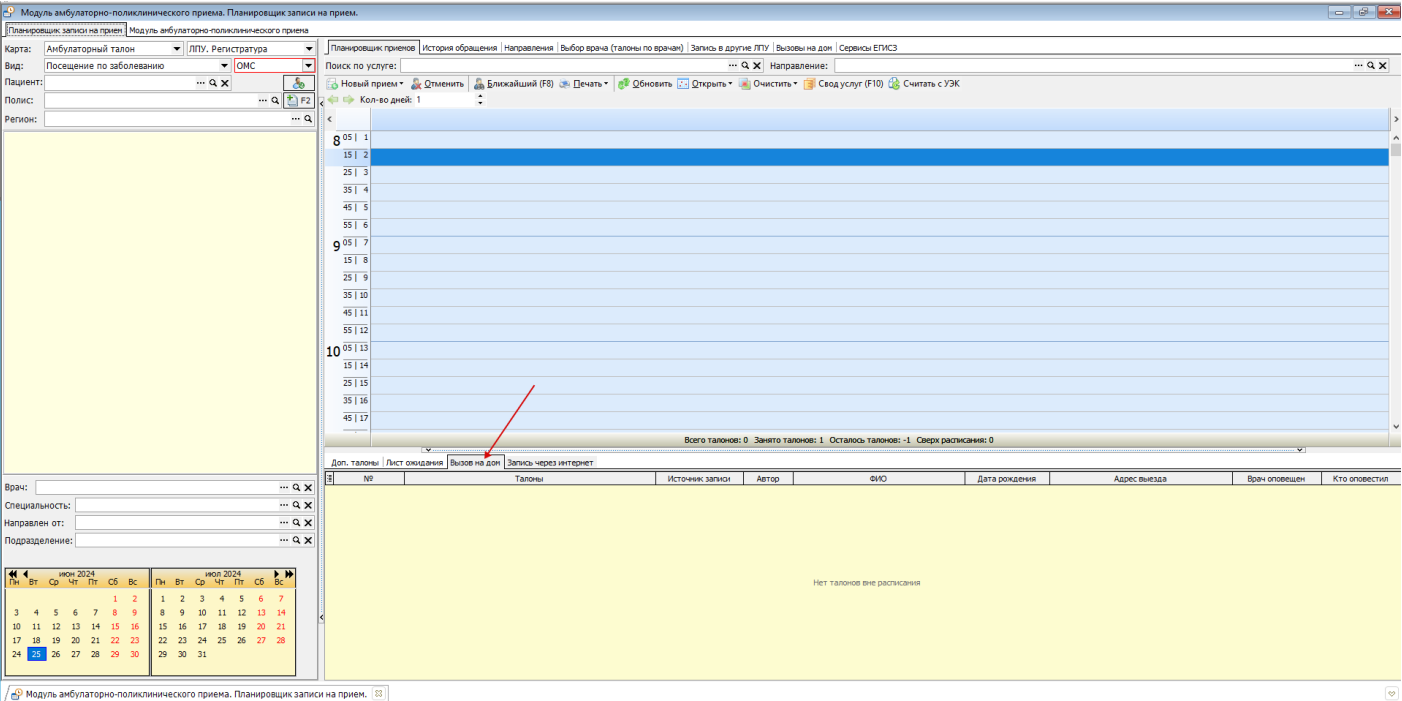 Модуль амбулаторно-поликлинического приема. Планировщик записи на прием.
Планировщик записи на прием Модуль амбулаторно-поликлинического приема
Карта: Амбулаторный талон ЛПУ. Регистратура
Вид: Посещение по заболеванию ОМС
Пациент:
Полис: F2
Регион:
Планировщик приемов История обращения Направления Выбор врача (талоны по врачам) Запись в другие ЛПУ Вызовы на дом Сервисы ЕГИСЗ
Поиск по услуге: Направление:
Новый прием Отменить Ближайший (F8) Печать Обновить Открыть Очистить Свод услуг (F10) Считать с УЭК
Кол-во дней: 1
8 05 | 1
15 | 2
25 | 3
35 | 4
45 | 5
55 | 6
9 05 | 7
15 | 8
25 | 9
35 | 10
45 | 11
55 | 12
10 05 | 13
15 | 14
25 | 15
35 | 16
45 | 17
Всего талонов: 0 Занято талонов: 1 Осталось талонов: -1 Сверх расписания: 0
Доп. талоны Лист ожидания Вызов на дом Запись через интернет
№ Талоны Источник записи Автор ФИО Дата рождения Адрес выезда Врач оповещен Кто оповестил
Нет талонов вне расписания
Врач:
Специальность:
Направлен от:
Подразделение:
июн 2024
Пн Вт Ср Чт Пт Сб Вс
1 2
3 4 5 6 7 8 9
10 11 12 13 14 15 16
17 18 19 20 21 22 23
24 25 26 27 28 29 30
июл 2024
Пн Вт Ср Чт Пт Сб Вс
1 2 3 4 5 6 7
8 9 10 11 12 13 14
15 16 17 18 19 20 21
22 23 24 25 26 27 28
29 30 31
Модуль амбулаторно-поликлинического приема. Планировщик записи на прием.